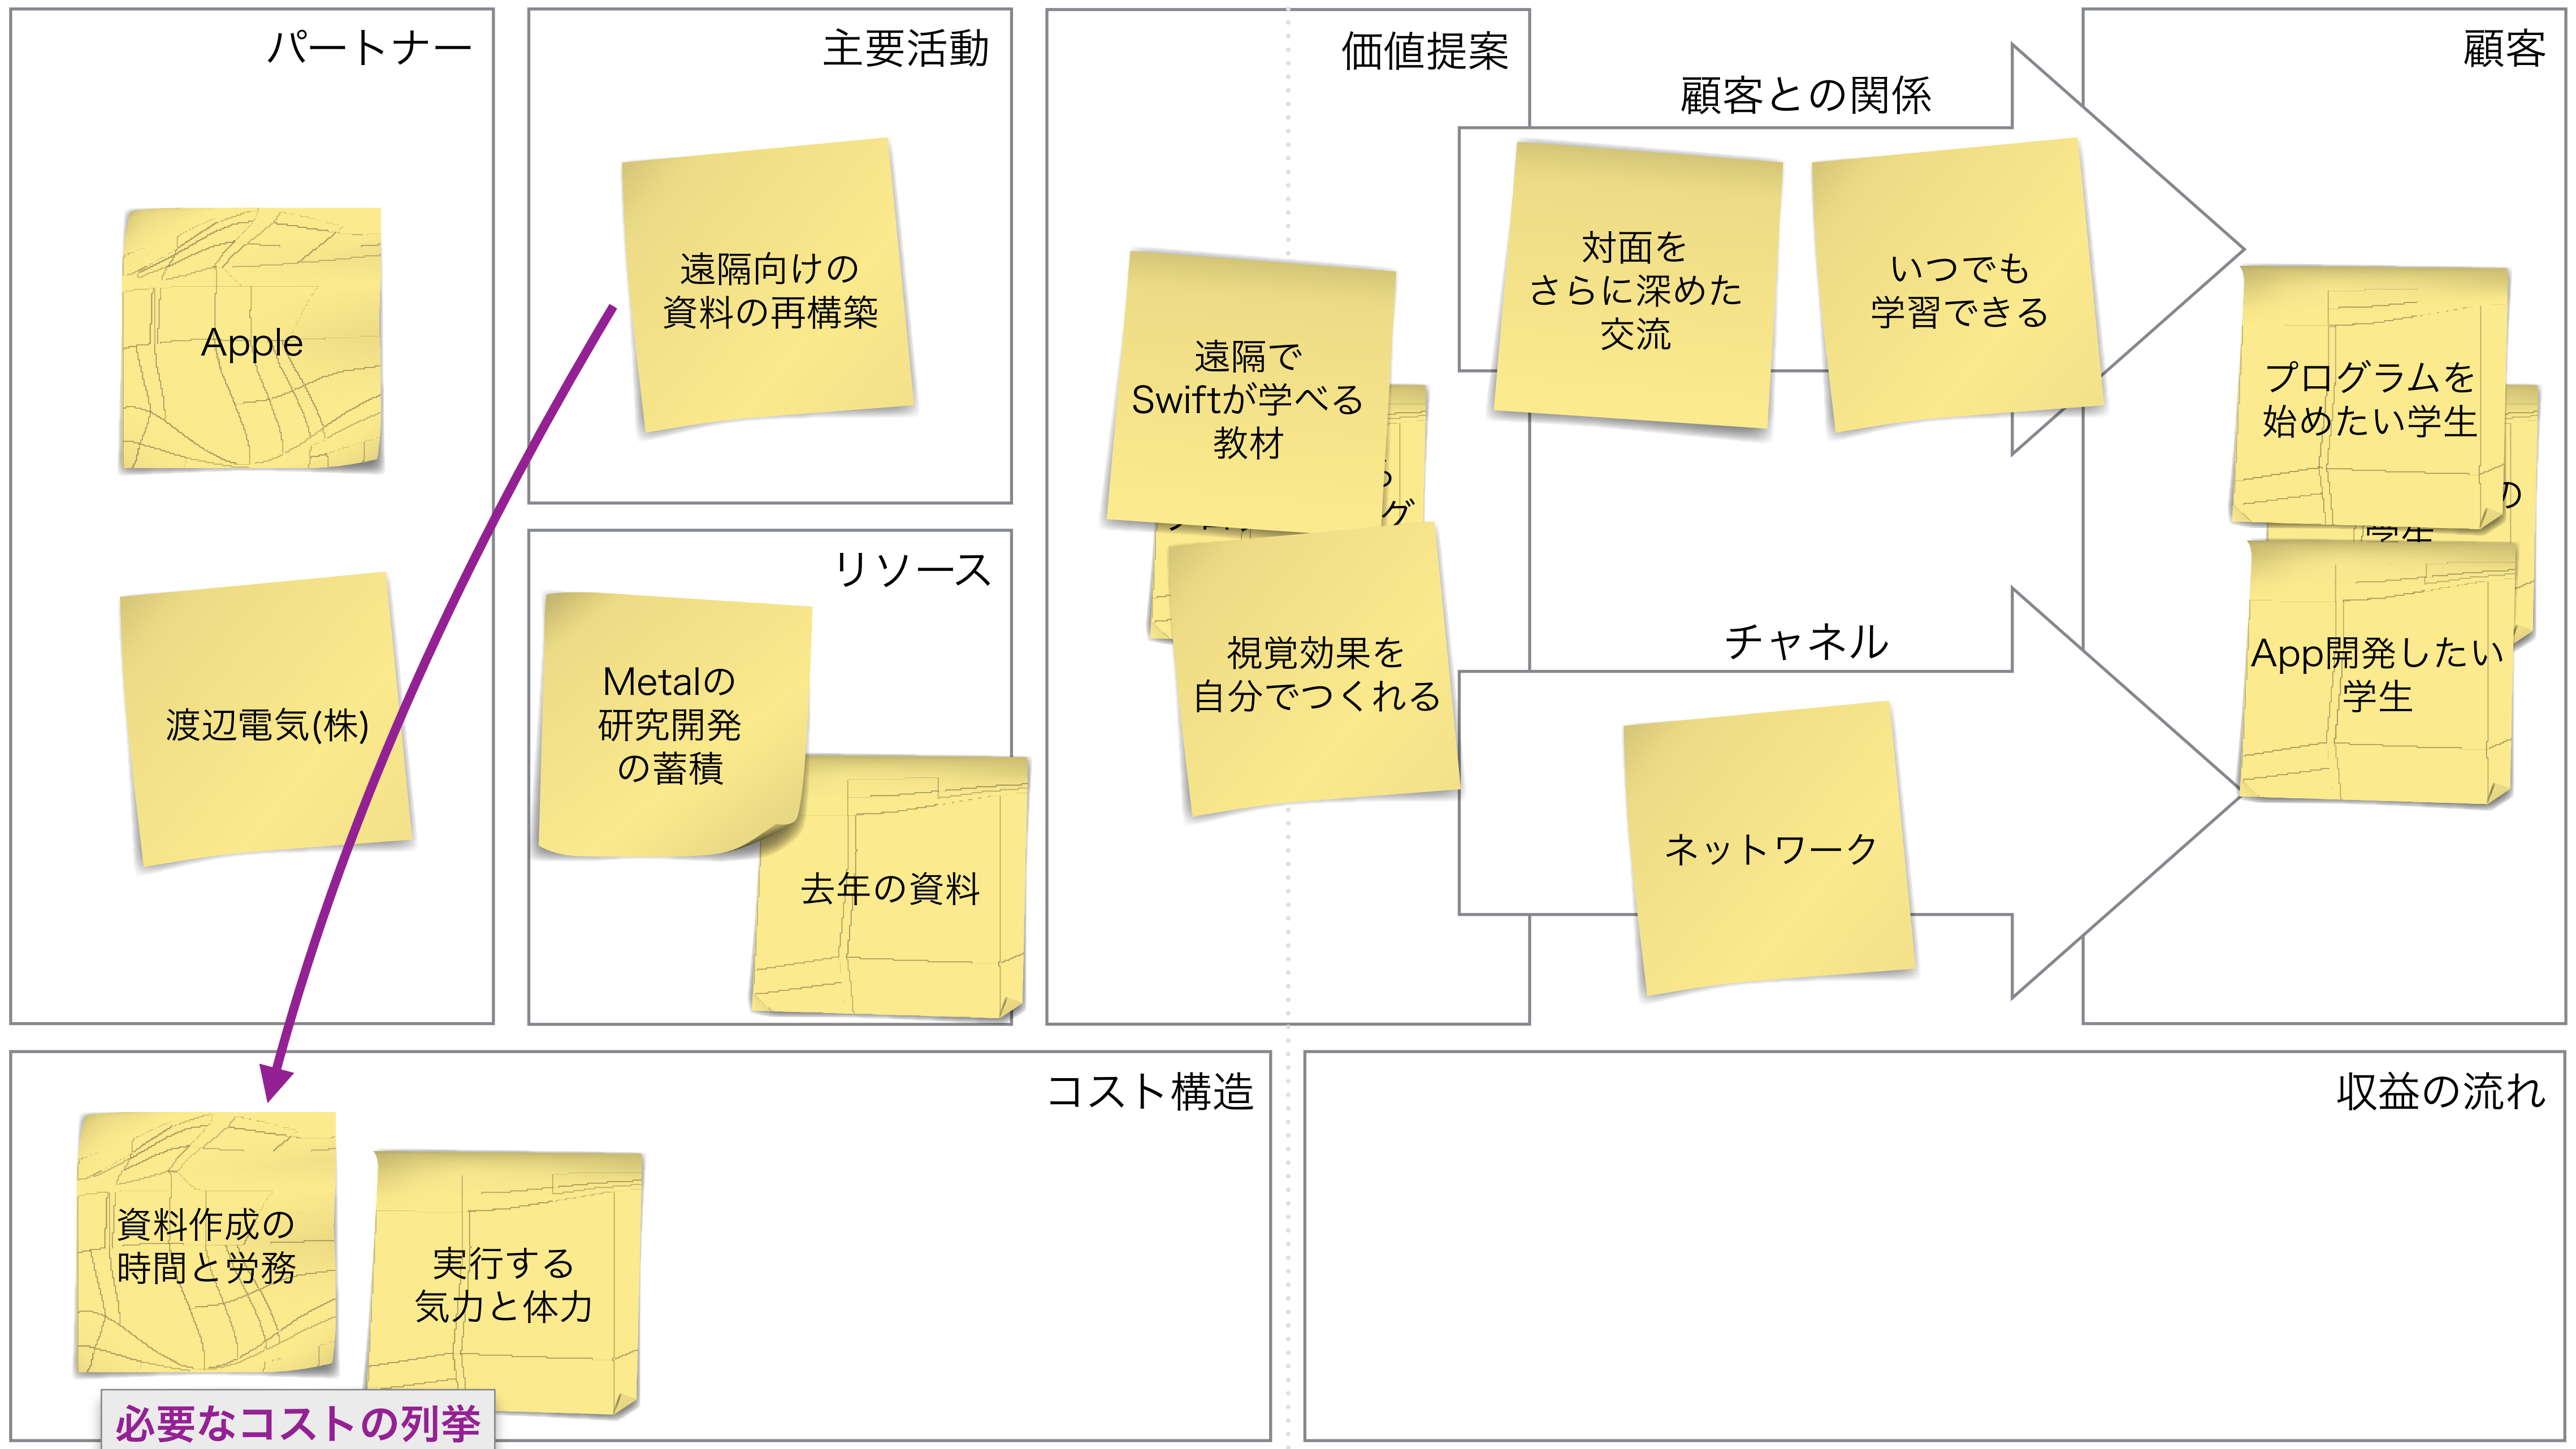 パートナー
Apple
渡辺電気(株)
主要活動
遠隔向けの
資料の再構築
リソース
Metalの
研究開発
の蓄積
去年の資料
価値提案
遠隔で
Swiftが学べる
教材
グ
視覚効果を
自分でつくれる
顧客との関係
対面を
さらに深めた
交流
いつでも
学習できる
チャネル
ネットワーク
顧客
プログラムを
始めたい学生
の
学生
App開発したい
学生
コスト構造
資料作成の
時間と労務
実行する
気力と体力
必要なコストの列挙
収益の流れ